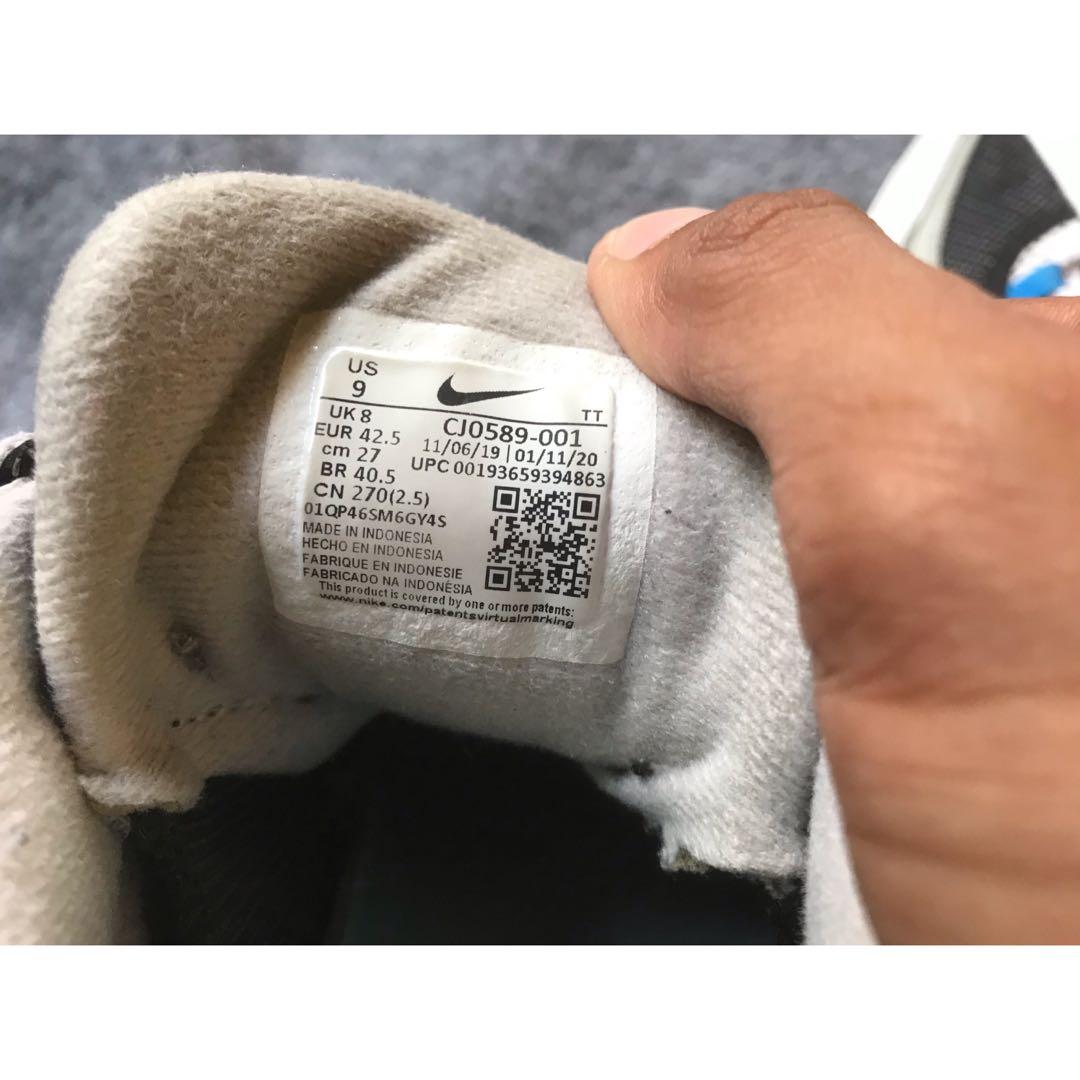 US
9
TT
UK 8
EUR 42.5
cm 27
BR 40.5
CN 270(2.5)
CJ0589-001
11/06/19 | 01/11/20
UPC 00193659394863
01QP46SM6GY4S
MADE IN INDONESIA
HECHO EN INDONESIA
FABRIQUE EN INDONESIE
FABRICADO NA INDONÉSIA
This product is covered by one or more patents:
www.nike.com/patentsvirtualmarking